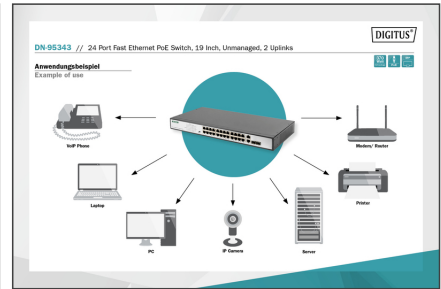 DIGITUS®
DN-95343 // 24 Port Fast Ethernet PoE Switch, 19 Inch, Unmanaged, 2 Uplinks
Anwendungsbeispiel
Example of use
VoIP Phone
Modem/ Router
Laptop
Printer
PC
IP Camera
Server